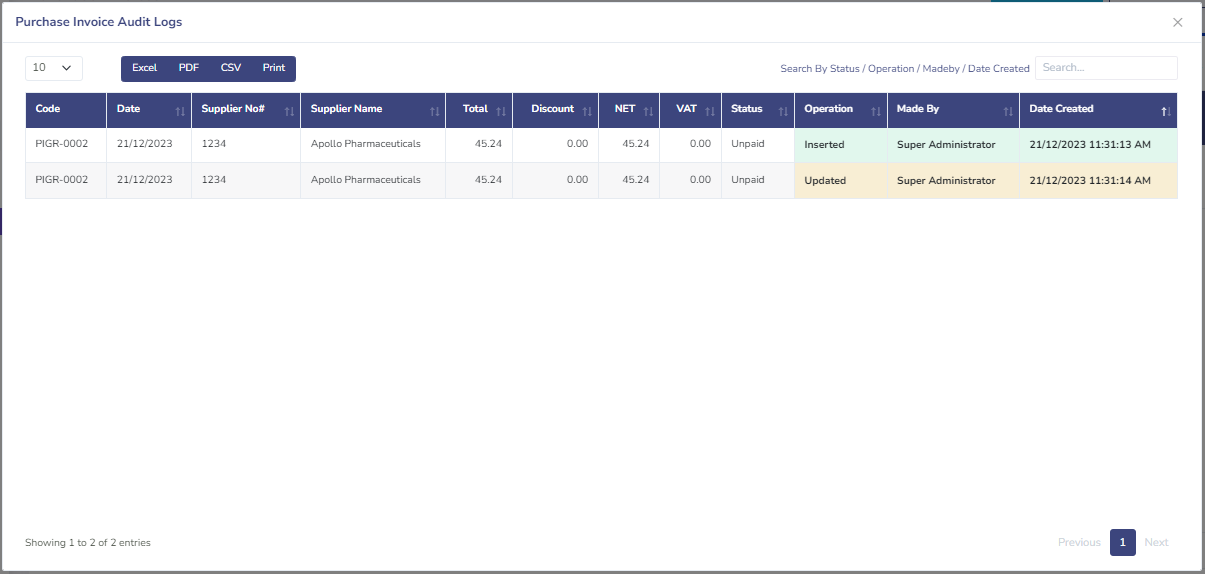 Purchase Invoice Audit Logs
10 Excel PDF CSV Print Search By Status / Operation / Madeby / Date Created Search...
Code Date Supplier No# Supplier Name Total Discount NET VAT Status Operation Made By Date Created
PIGR-0002 21/12/2023 1234 Apollo Pharmaceuticals 45.24 0.00 45.24 0.00 Unpaid Inserted Super Administrator 21/12/2023 11:31:13 AM
PIGR-0002 21/12/2023 1234 Apollo Pharmaceuticals 45.24 0.00 45.24 0.00 Unpaid Updated Super Administrator 21/12/2023 11:31:14 AM
Showing 1 to 2 of 2 entries Previous 1 Next